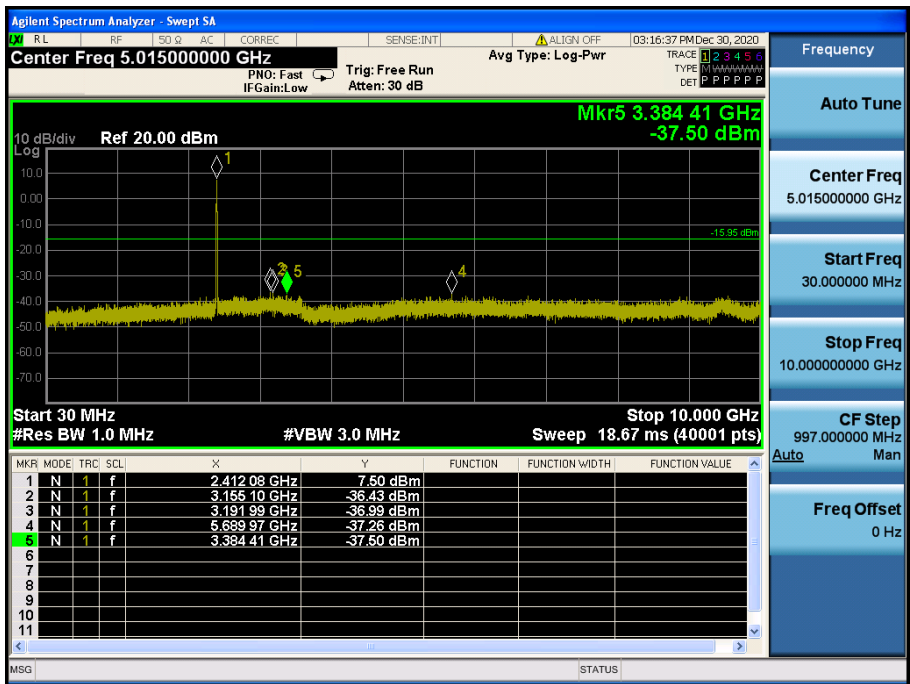 Agilent Spectrum Analyzer - Swept SA
LXI RL RF 50 Ω AC CORREC SENSE:INT ALIGN OFF 03:16:37 PM Dec 30, 2020
Center Freq 5.015000000 GHz
PNO: Fast
IFGain:Low
Trig: Free Run
Atten: 30 dB
Avg Type: Log-Pwr
TRACE 1 2 3 4 5 6
TYPE M WWWWW
DET P P P P P P
Mkr5 3.384 41 GHz
-37.50 dBm
10 dB/div Ref 20.00 dBm
Log
10.0
0.00
-10.0
-20.0
-30.0
-40.0
-50.0
-60.0
-70.0
1
-15.95 dBm
2 3 5
4
Start 30 MHz
Stop 10.000 GHz
#Res BW 1.0 MHz
#VBW 3.0 MHz
Sweep 18.67 ms (40001 pts)
MKR MODE TRC SCL X Y FUNCTION FUNCTION WIDTH FUNCTION VALUE
1 N 1 f 2.412 08 GHz 7.50 dBm
2 N 1 f 3.155 10 GHz -36.43 dBm
3 N 1 f 3.191 99 GHz -36.99 dBm
4 N 1 f 5.689 97 GHz -37.26 dBm
5 N 1 f 3.384 41 GHz -37.50 dBm
6
7
8
9
10
11
MSG
STATUS
Frequency
Auto Tune
Center Freq
5.015000000 GHz
Start Freq
30.000000 MHz
Stop Freq
10.000000000 GHz
CF Step
997.000000 MHz
Auto Man
Freq Offset
0 Hz